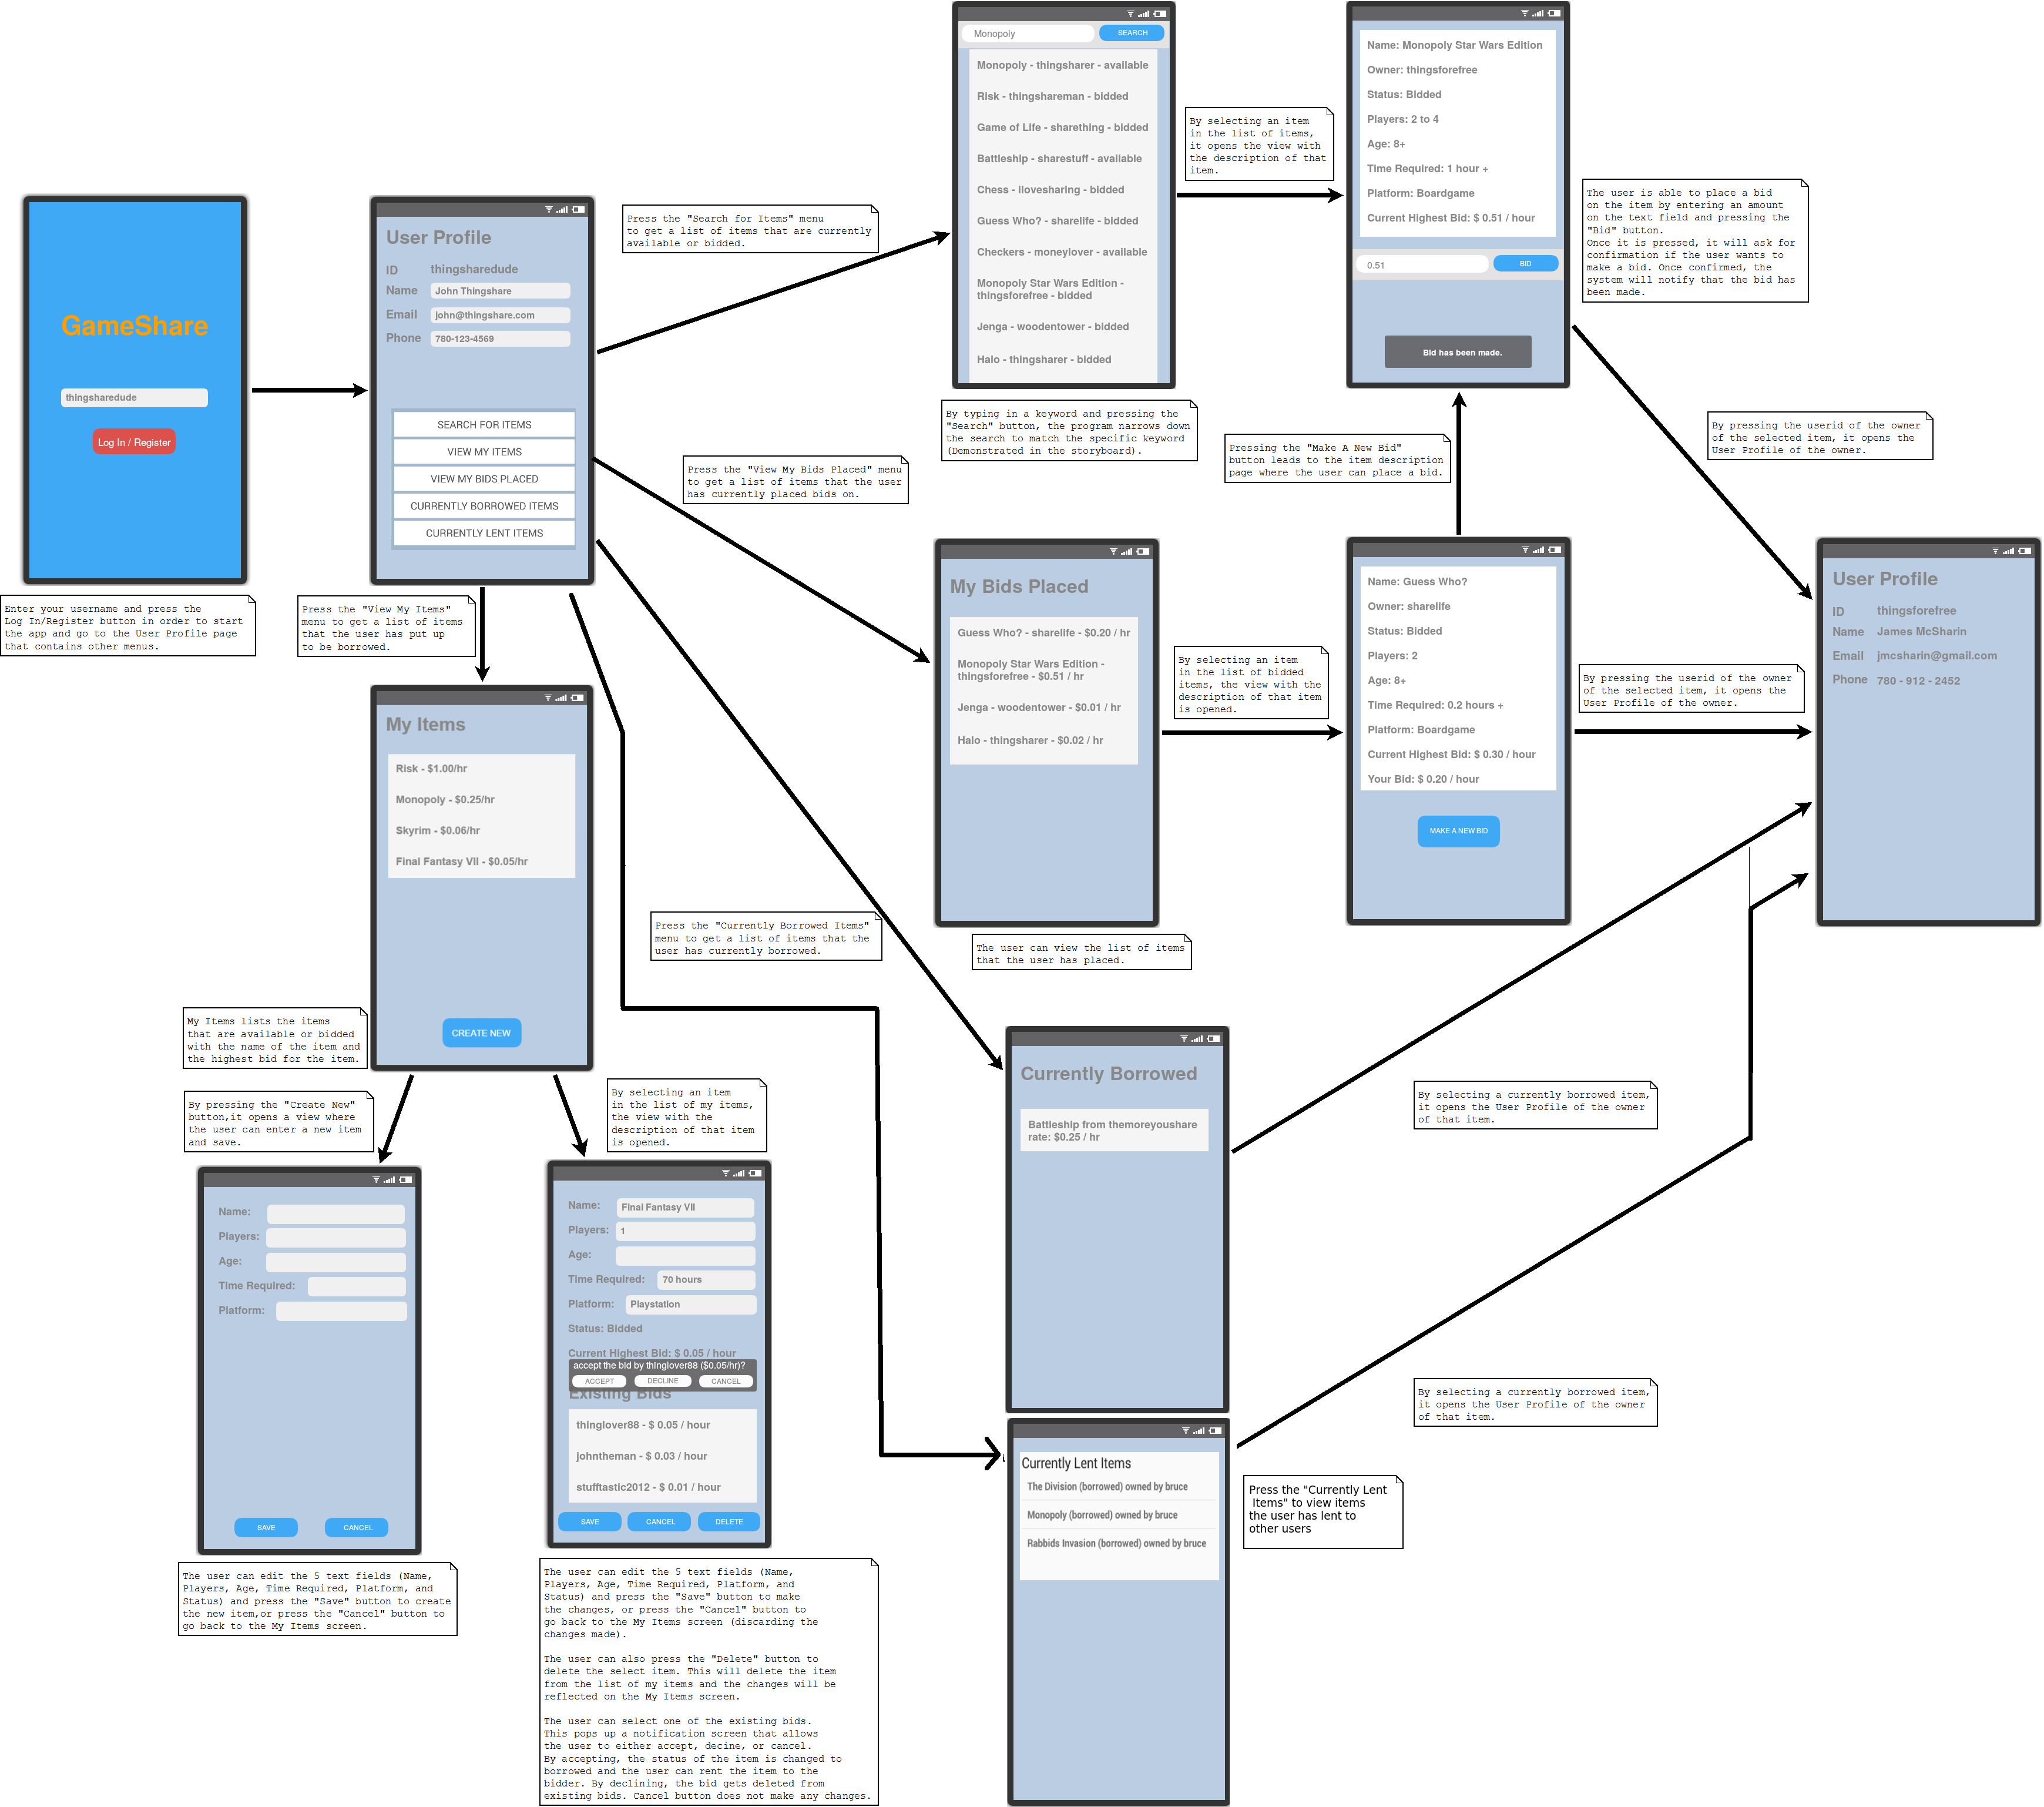 GameShare
thingsharedude
Log In / Register
Enter your username and press the
Log In/Register button in order to start
the app and go to the User Profile page
that contains other menus.
User Profile
ID thingsharedude
Name John Thingshare
Email john@thingshare.com
Phone 780-123-4569
SEARCH FOR ITEMS
VIEW MY ITEMS
VIEW MY BIDS PLACED
CURRENTLY BORROWED ITEMS
CURRENTLY LENT ITEMS
Press the "Search for Items" menu
to get a list of items that are currently
available or bidded.
Monopoly
SEARCH
Monopoly - thingsharer - available
Risk - thingshareman - bidded
Game of Life - sharething - bidded
Battleship - sharestuff - available
Chess - ilovesharing - bidded
Guess Who? - sharelife - bidded
Checkers - moneylover - available
Monopoly Star Wars Edition -
thingsforefree - bidded
Jenga - woodentower - bidded
Halo - thingsharer - bidded
By typing in a keyword and pressing the
"Search" button, the program narrows down
the search to match the specific keyword
(Demonstrated in the storyboard).
By selecting an item
in the list of items,
it opens the view with
the description of that
item.
Name: Monopoly Star Wars Edition
Owner: thingsforefree
Status: Bidded
Players: 2 to 4
Age: 8+
Time Required: 1 hour +
Platform: Boardgame
Current Highest Bid: $ 0.51 / hour
0.51
BID
Bid has been made.
The user is able to place a bid
on the item by entering an amount
on the text field and pressing the
"Bid" button.
Once it is pressed, it will ask for
confirmation if the user wants to
make a bid. Once confirmed, the
system will notify that the bid has
been made.
By pressing the userid of the owner
of the selected item, it opens the
User Profile of the owner.
Pressing the "Make A New Bid"
button leads to the item description
page where the user can place a bid.
Press the "View My Bids Placed" menu
to get a list of items that the user
has currently placed bids on.
My Bids Placed
Guess Who? - sharelife - $0.20 / hr
Monopoly Star Wars Edition -
thingsforefree - $0.51 / hr
Jenga - woodentower - $0.01 / hr
Halo - thingsharer - $0.02 / hr
The user can view the list of items
that the user has placed.
By selecting an item
in the list of bidded
items, the view with the
description of that item
is opened.
Name: Guess Who?
Owner: sharelife
Status: Bidded
Players: 2
Age: 8+
Time Required: 0.2 hours +
Platform: Boardgame
Current Highest Bid: $ 0.30 / hour
Your Bid: $ 0.20 / hour
MAKE A NEW BID
By pressing the userid of the owner
of the selected item, it opens the
User Profile of the owner.
User Profile
ID thingsforefree
Name James McSharin
Email jmcsharin@gmail.com
Phone 780 - 912 - 2452
Press the "View My Items"
menu to get a list of items
that the user has put up
to be borrowed.
My Items
Risk - $1.00/hr
Monopoly - $0.25/hr
Skyrim - $0.06/hr
Final Fantasy VII - $0.05/hr
CREATE NEW
My Items lists the items
that are available or bidded
with the name of the item and
the highest bid for the item.
By pressing the "Create New"
button,it opens a view where
the user can enter a new item
and save.
By selecting an item
in the list of my items,
the view with the
description of that item
is opened.
Press the "Currently Borrowed Items"
menu to get a list of items that the
user has currently borrowed.
Currently Borrowed
Battleship from themoreyoushare
rate: $0.25 / hr
By selecting a currently borrowed item,
it opens the User Profile of the owner
of that item.
Name:
Players:
Age:
Time Required:
Platform:
SAVE
CANCEL
The user can edit the 5 text fields (Name,
Players, Age, Time Required, Platform, and
Status) and press the "Save" button to create
the new item,or press the "Cancel" button to
go back to the My Items screen.
Name: Final Fantasy VII
Players: 1
Age:
Time Required: 70 hours
Platform: Playstation
Status: Bidded
Current Highest Bid: $ 0.05 / hour
accept the bid by thinglover88 ($0.05/hr)?
ACCEPT
DECLINE
CANCEL
Existing Bids
thinglover88 - $ 0.05 / hour
johntheman - $ 0.03 / hour
stufftastic2012 - $ 0.01 / hour
SAVE
CANCEL
DELETE
The user can edit the 5 text fields (Name,
Players, Age, Time Required, Platform, and
Status) and press the "Save" button to make
the changes, or press the "Cancel" button to
go back to the My Items screen (discarding the
changes made).
The user can also press the "Delete" button to
delete the select item. This will delete the item
from the list of my items and the changes will be
reflected on the My Items screen.
The user can select one of the existing bids.
This pops up a notification screen that allows
the user to either accept, decine, or cancel.
By accepting, the status of the item is changed to
borrowed and the user can rent the item to the
bidder. By declining, the bid gets deleted from
existing bids. Cancel button does not make any changes.
Currently Lent Items
The Division (borrowed) owned by bruce
Monopoly (borrowed) owned by bruce
Rabbids Invasion (borrowed) owned by bruce
By selecting a currently borrowed item,
it opens the User Profile of the owner
of that item.
Press the "Currently Lent
Items" to view items
the user has lent to
other users